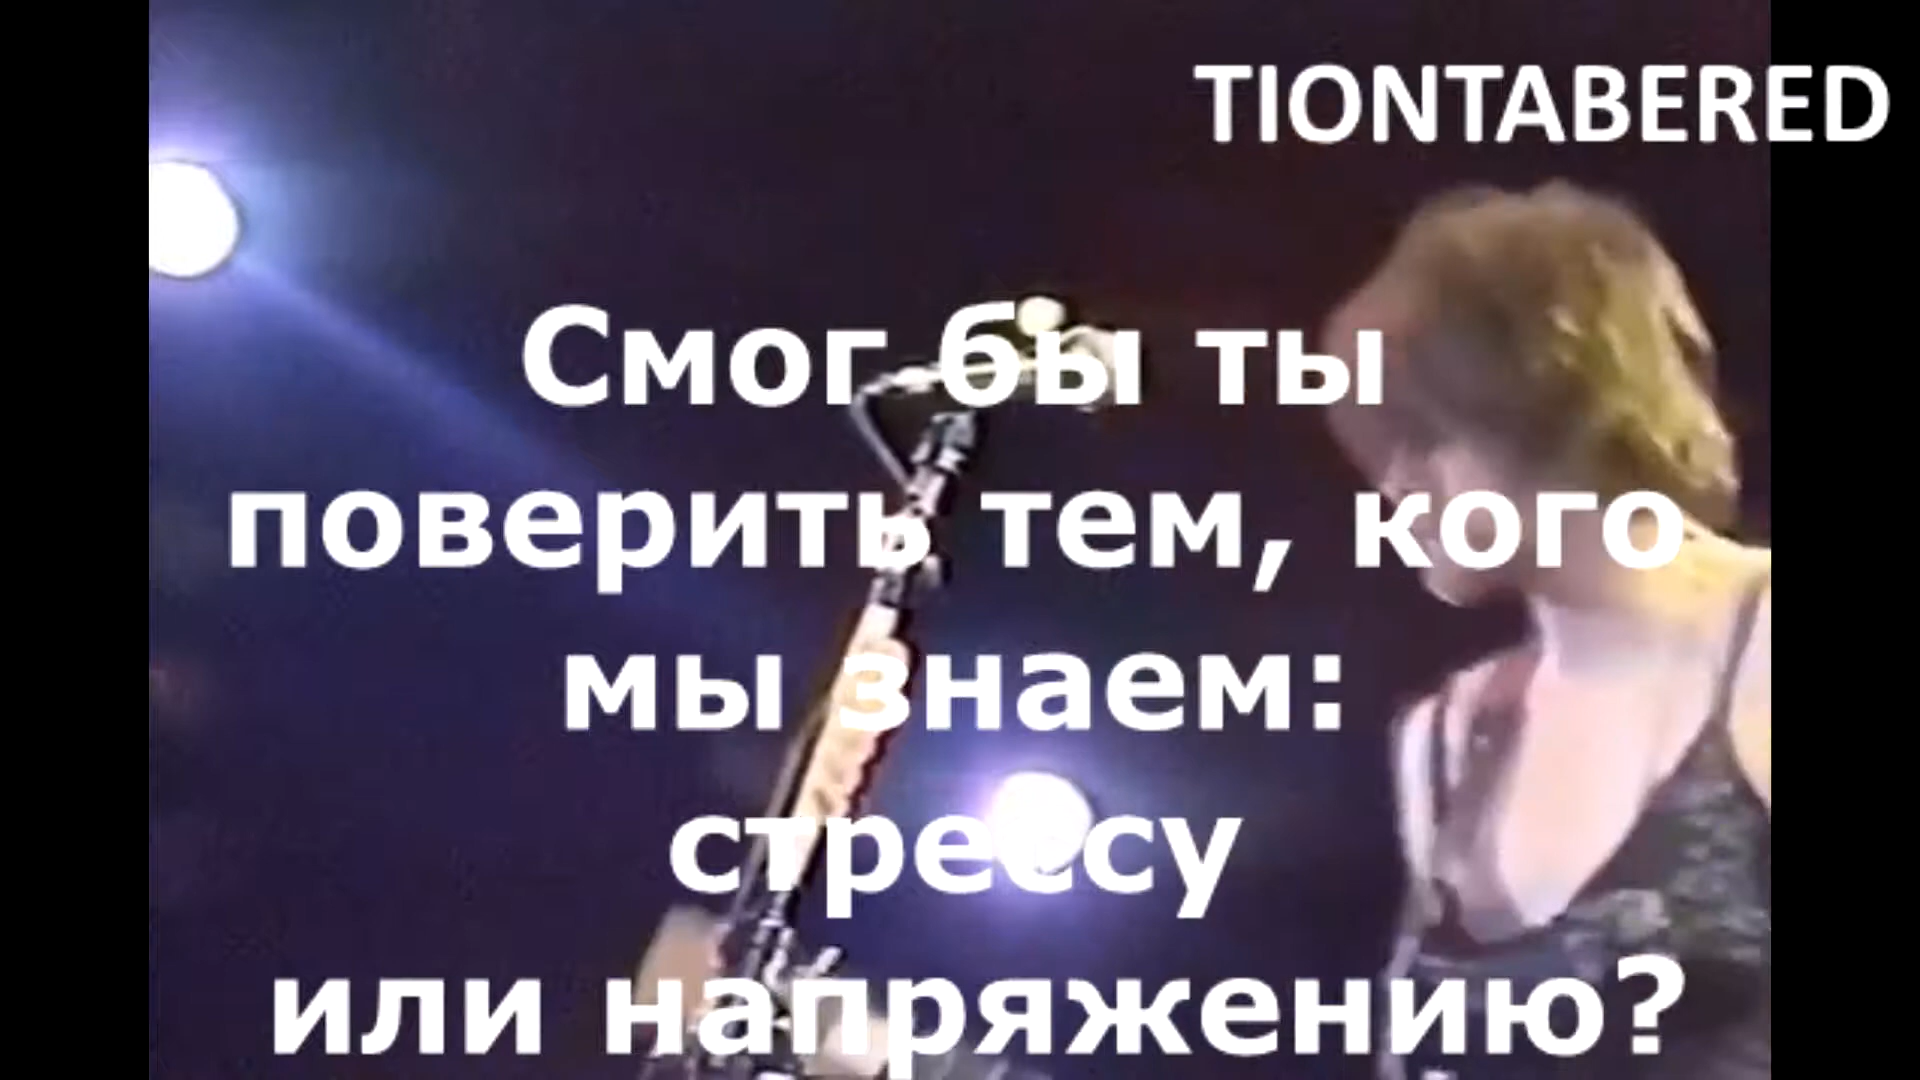 TIONTABERED
Смог бы ты
поверить тем, кого
мы знаем:
стрессу
или напряжению?